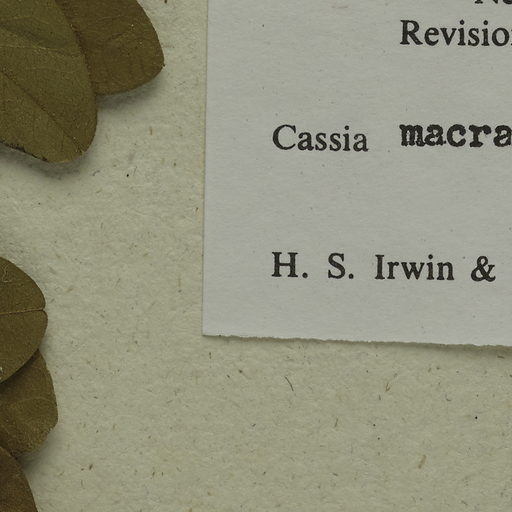 Revisio
Cassia macra
H. S. Irwin &